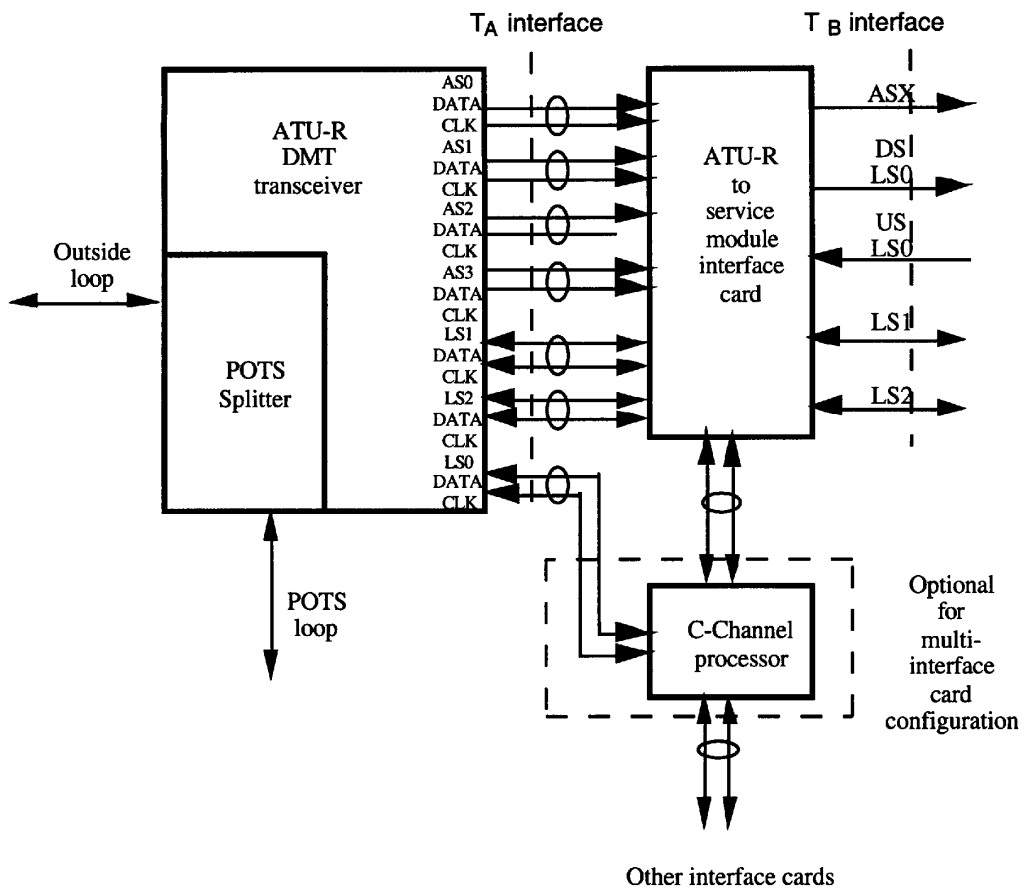 TA interface
T B interface
AS0
DATA
CLK
AS1
DATA
CLK
AS2
DATA
CLK
AS3
DATA
CLK
LS1
DATA
CLK
LS2
DATA
CLK
LS0
DATA
CLK
ATU-R
DMT
transceiver
Outside
loop
POTS
Splitter
POTS
loop
ATU-R
to
service
module
interface
card
ASX
DS
LS0
US
LS0
LS1
LS2
C-Channel
processor
Optional
for
multi-
interface
card
configuration
Other interface cards